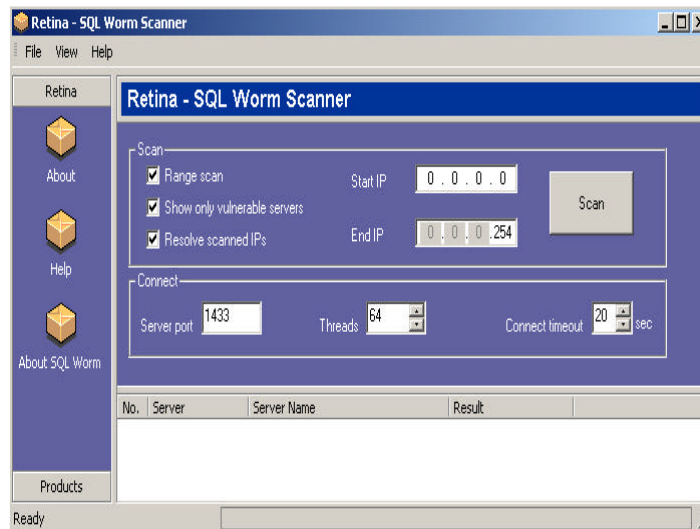 Retina - SQL Worm Scanner
File View Help
Retina
About
Help
About SQL Worm
Products
Retina - SQL Worm Scanner
Scan
Range scan
Show only vulnerable servers
Resolve scanned IPs
Start IP 0 . 0 . 0 . 0
End IP 0 . 0 . 0 .254
Scan
Connect
Server port 1433 Threads 64 Connect timeout 20 sec
No. Server Server Name Result
Ready